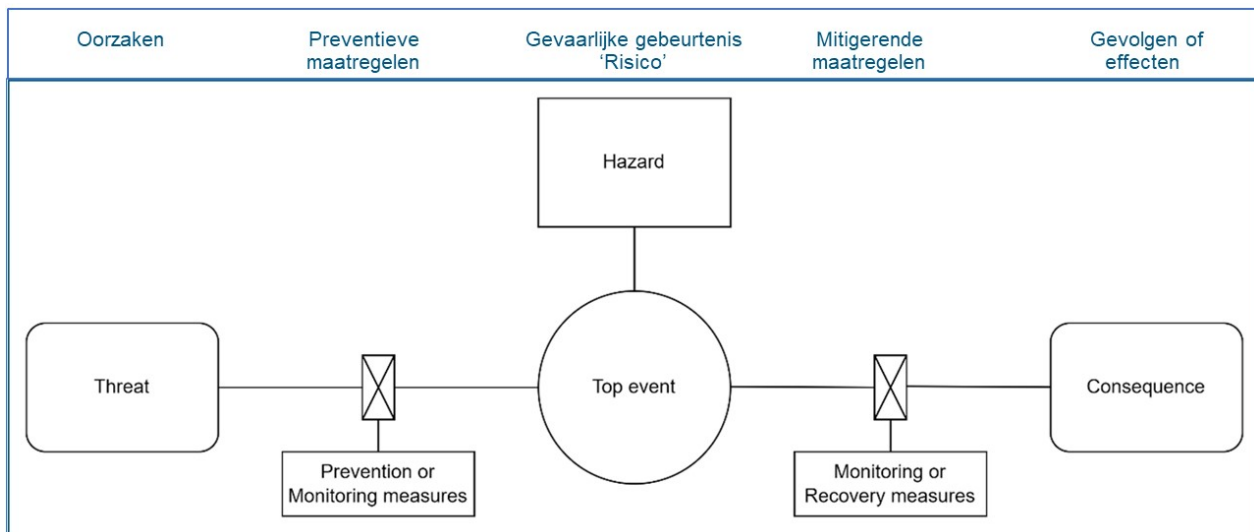 Oorzaken
Preventieve
maatregelen
Gevaarlijke gebeurtenis
‘Risico’
Mitigerende
maatregelen
Gevolgen of
effecten
Hazard
Threat
Top event
Consequence
Prevention or
Monitoring measures
Monitoring or
Recovery measures